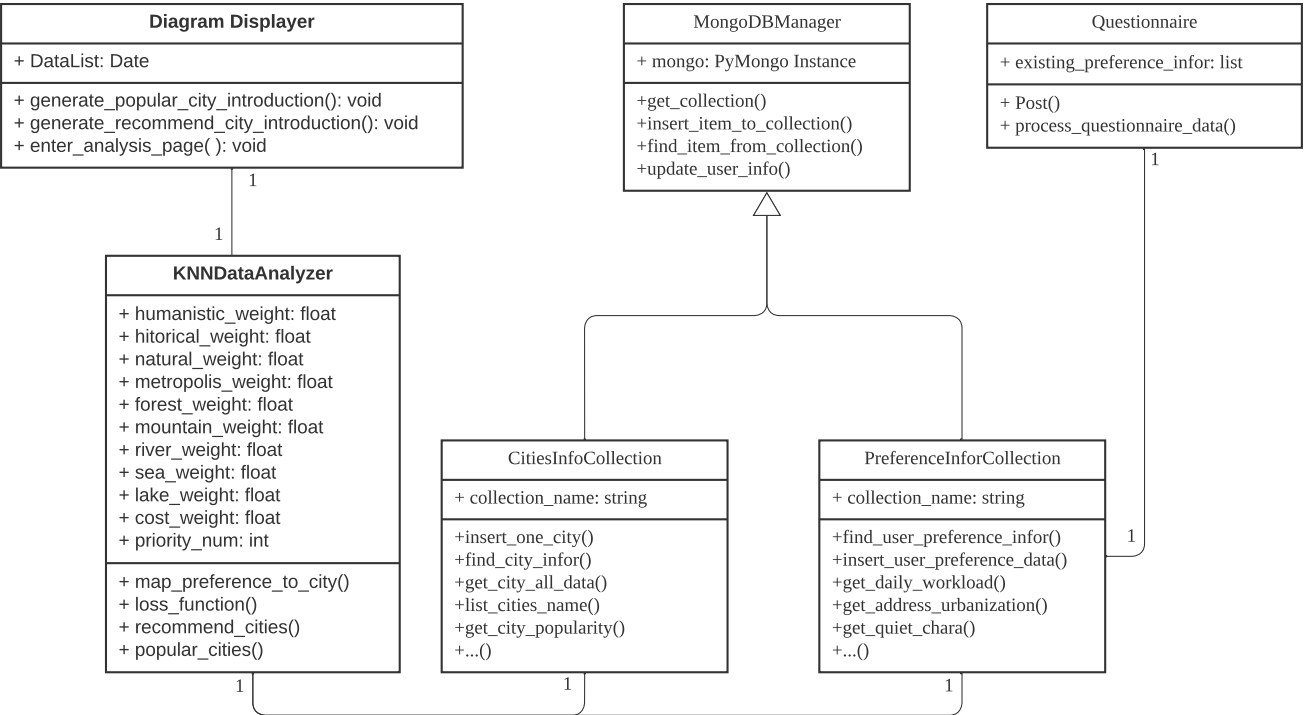 Diagram Displayer
+ DataList: Date
+ generate_popular_city_introduction(): void
+ generate_recommend_city_introduction(): void
+ enter_analysis_page( ): void
1
1
MongoDBManager
+ mongo: PyMongo Instance
+get_collection()
+insert_item_to_collection()
+find_item_from_collection()
+update_user_info()
Questionnaire
+ existing_preference_infor: list
+ Post()
+ process_questionnaire_data()
1
KNNDataAnalyzer
+ humanistic_weight: float
+ hitorical_weight: float
+ natural_weight: float
+ metropolis_weight: float
+ forest_weight: float
+ mountain_weight: float
+ river_weight: float
+ sea_weight: float
+ lake_weight: float
+ cost_weight: float
+ priority_num: int
+ map_preference_to_city()
+ loss_function()
+ recommend_cities()
+ popular_cities()
1
CitiesInfoCollection
+ collection_name: string
+insert_one_city()
+find_city_infor()
+get_city_all_data()
+list_cities_name()
+get_city_popularity()
+...()
1
PreferenceInforCollection
+ collection_name: string
+find_user_preference_infor()
+insert_user_preference_data()
+get_daily_workload()
+get_address_urbanization()
+get_quiet_chara()
+...()
1
1